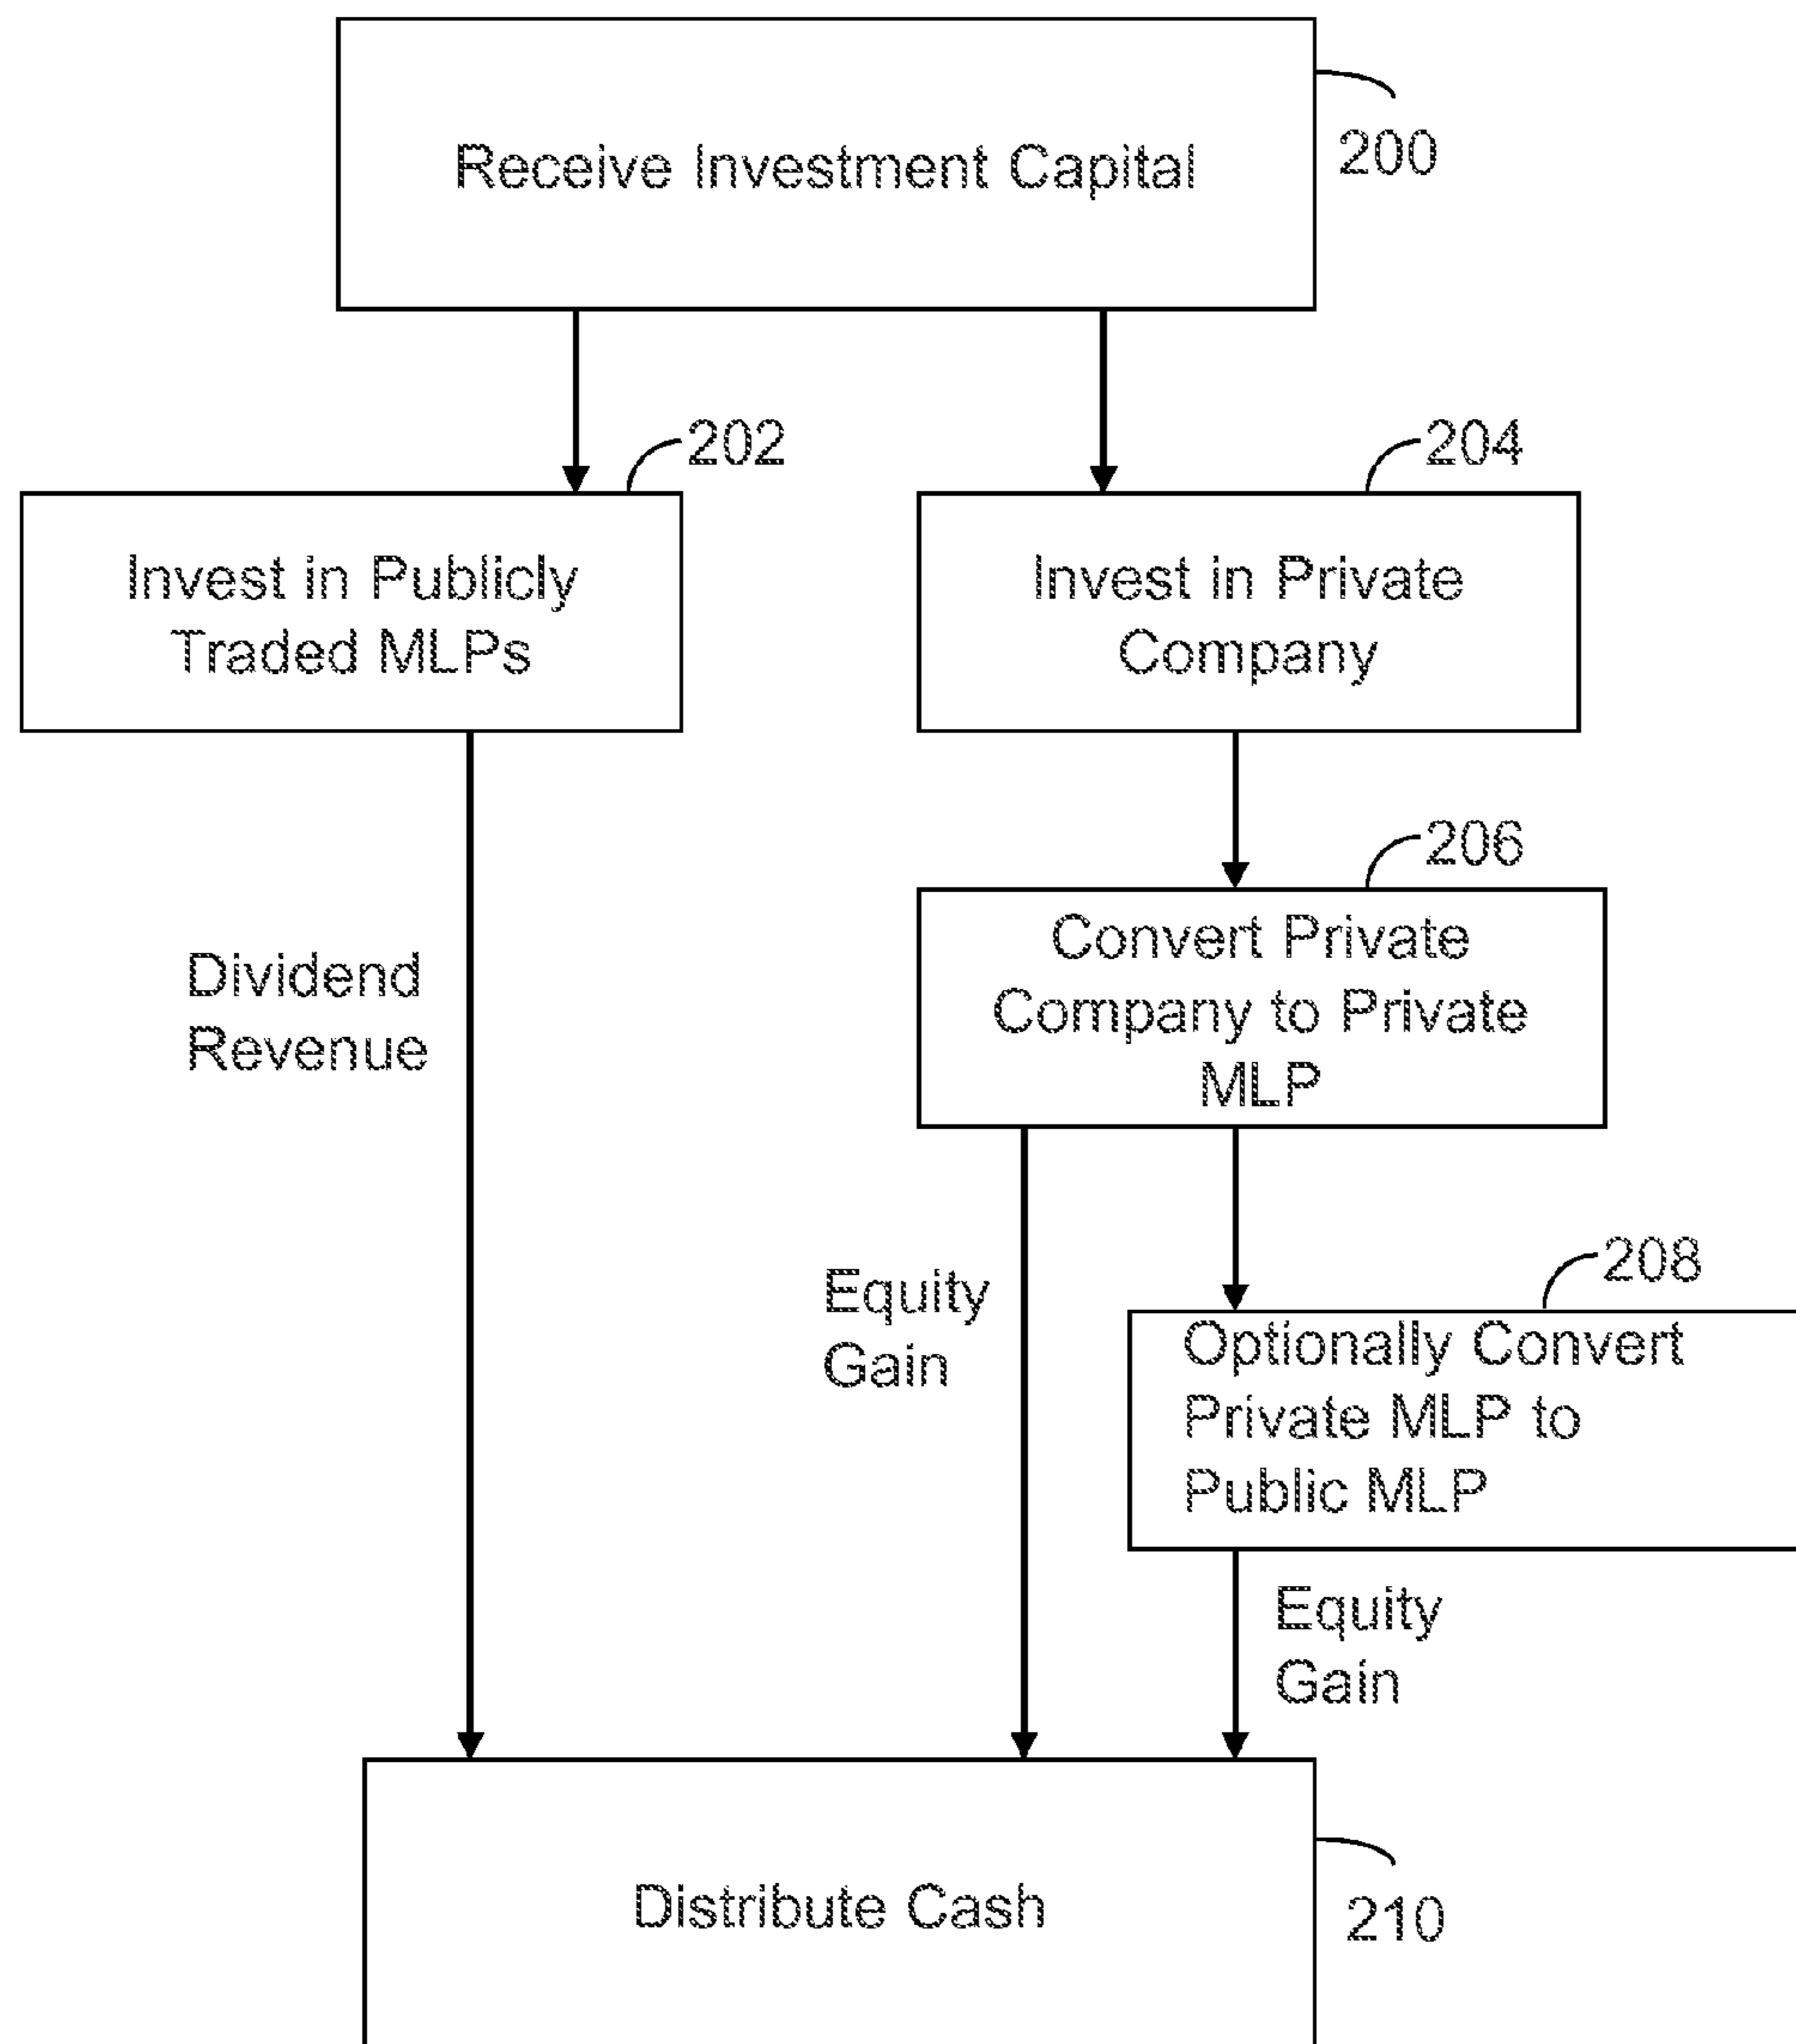 Receive Investment Capital
200
202
204
Invest in Publicly
Traded MLPs
Invest in Private
Company
206
Convert Private
Company to Private
MLP
Dividend
Revenue
208
Equity
Gain
Optionally Convert
Private MLP to
Public MLP
Equity
Gain
Distribute Cash
210